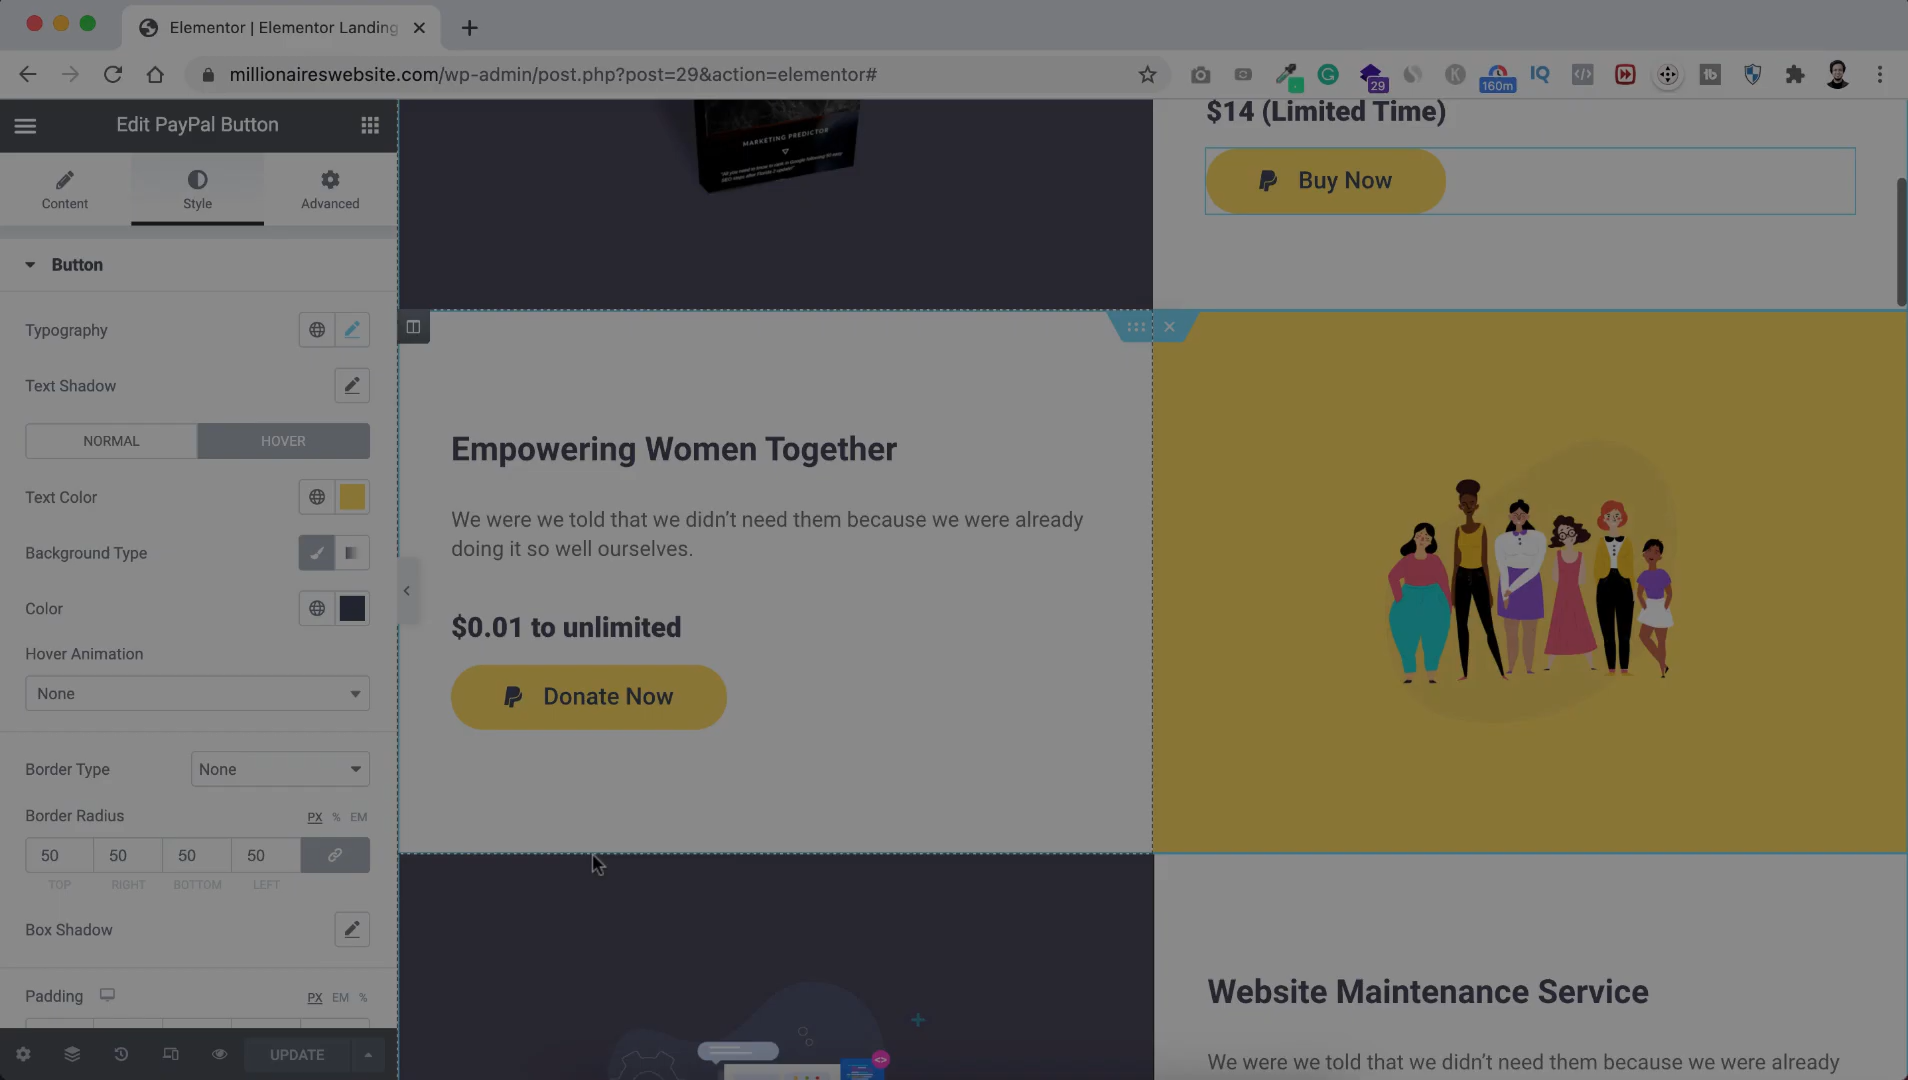 Elementor | Elementor Landing
millionaireswebsite.com/wp-admin/post.php?post=29&action=elementor#
29
160m
IQ
Edit PayPal Button
Content
Style
Advanced
Button
Typography
Text Shadow
NORMAL
HOVER
Text Color
Background Type
Color
Hover Animation
None
Border Type
None
Border Radius
PX % EM
50 50 50 50
TOP RIGHT BOTTOM LEFT
Box Shadow
Padding
PX EM %
UPDATE
MARKETING PREDICTOR
$14 (Limited Time)
Buy Now
Empowering Women Together
We were we told that we didn’t need them because we were already
doing it so well ourselves.
$0.01 to unlimited
Donate Now
Website Maintenance Service
We were we told that we didn’t need them because we were already